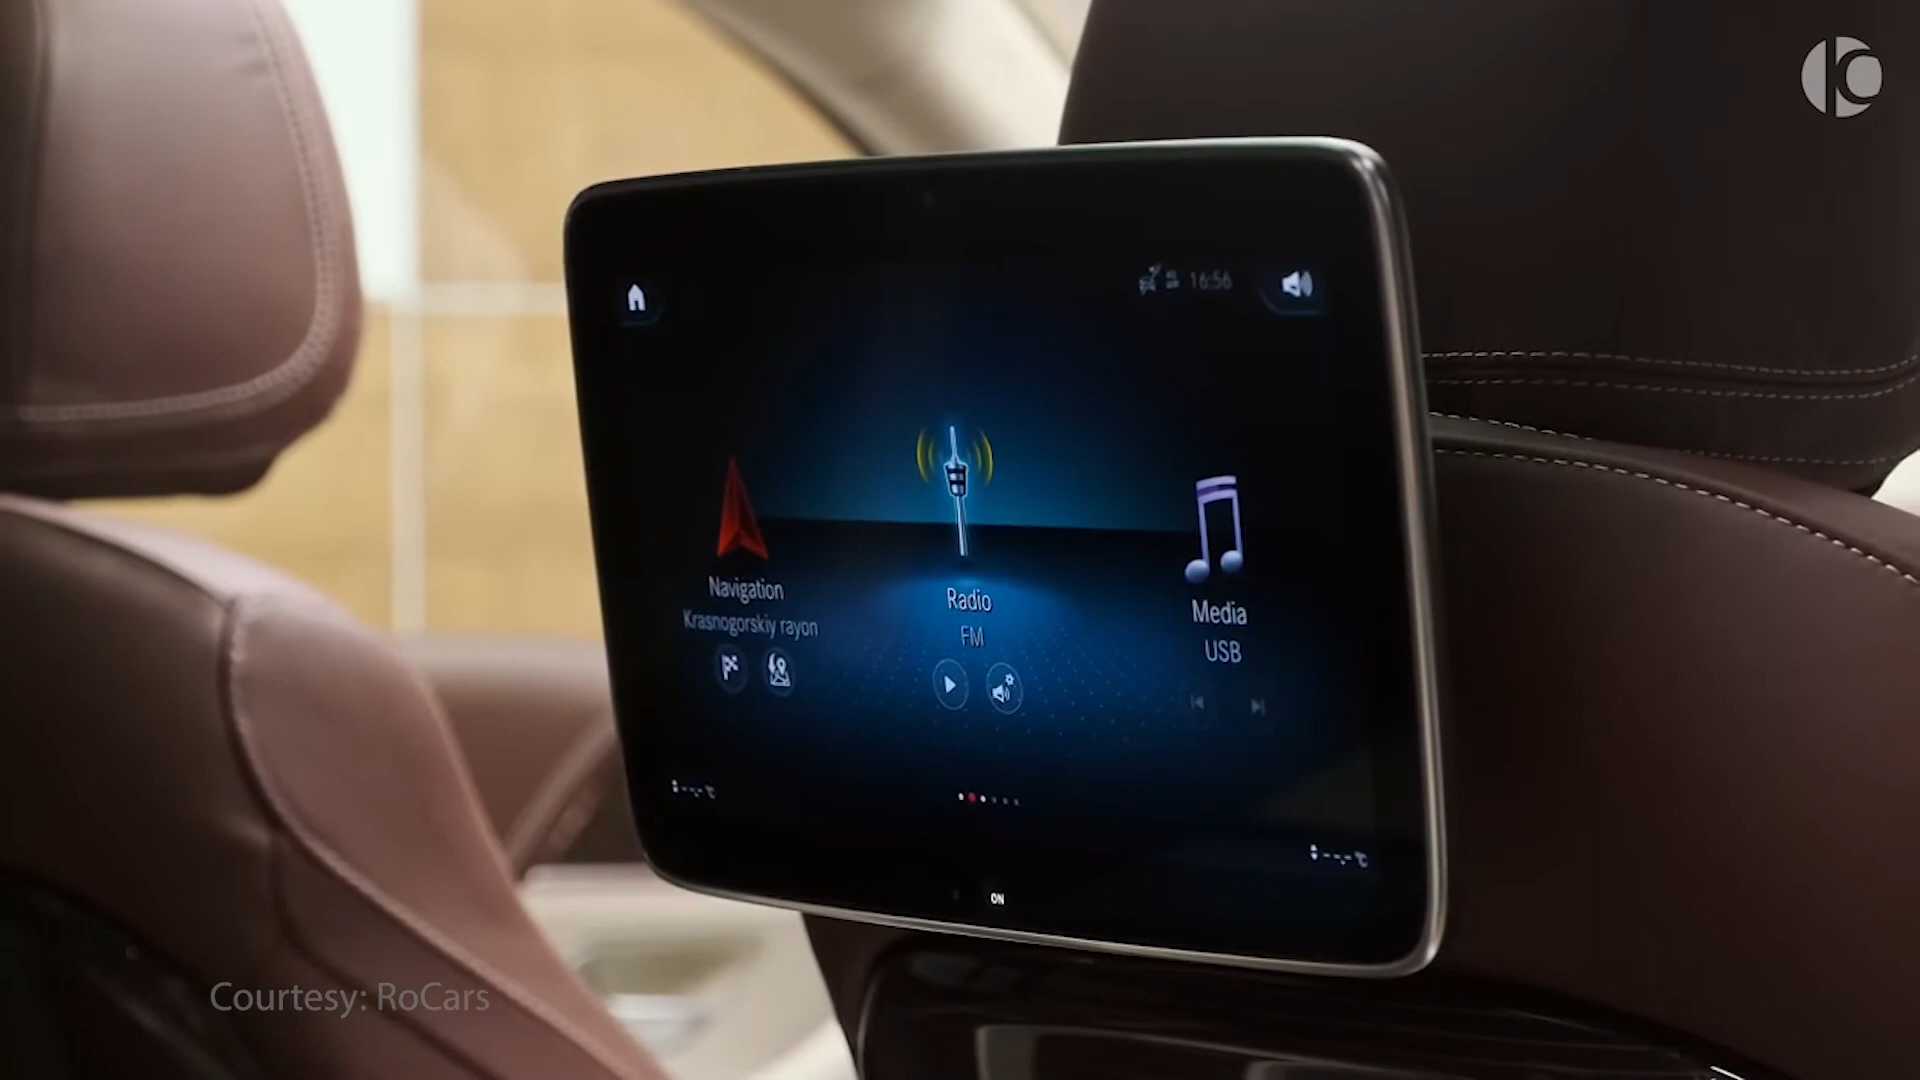 16:56
Navigation
Krasnogorskiy rayon
Radio
FM
Media
USB
--.- °C
--.- °C
ON
Courtesy: RoCars